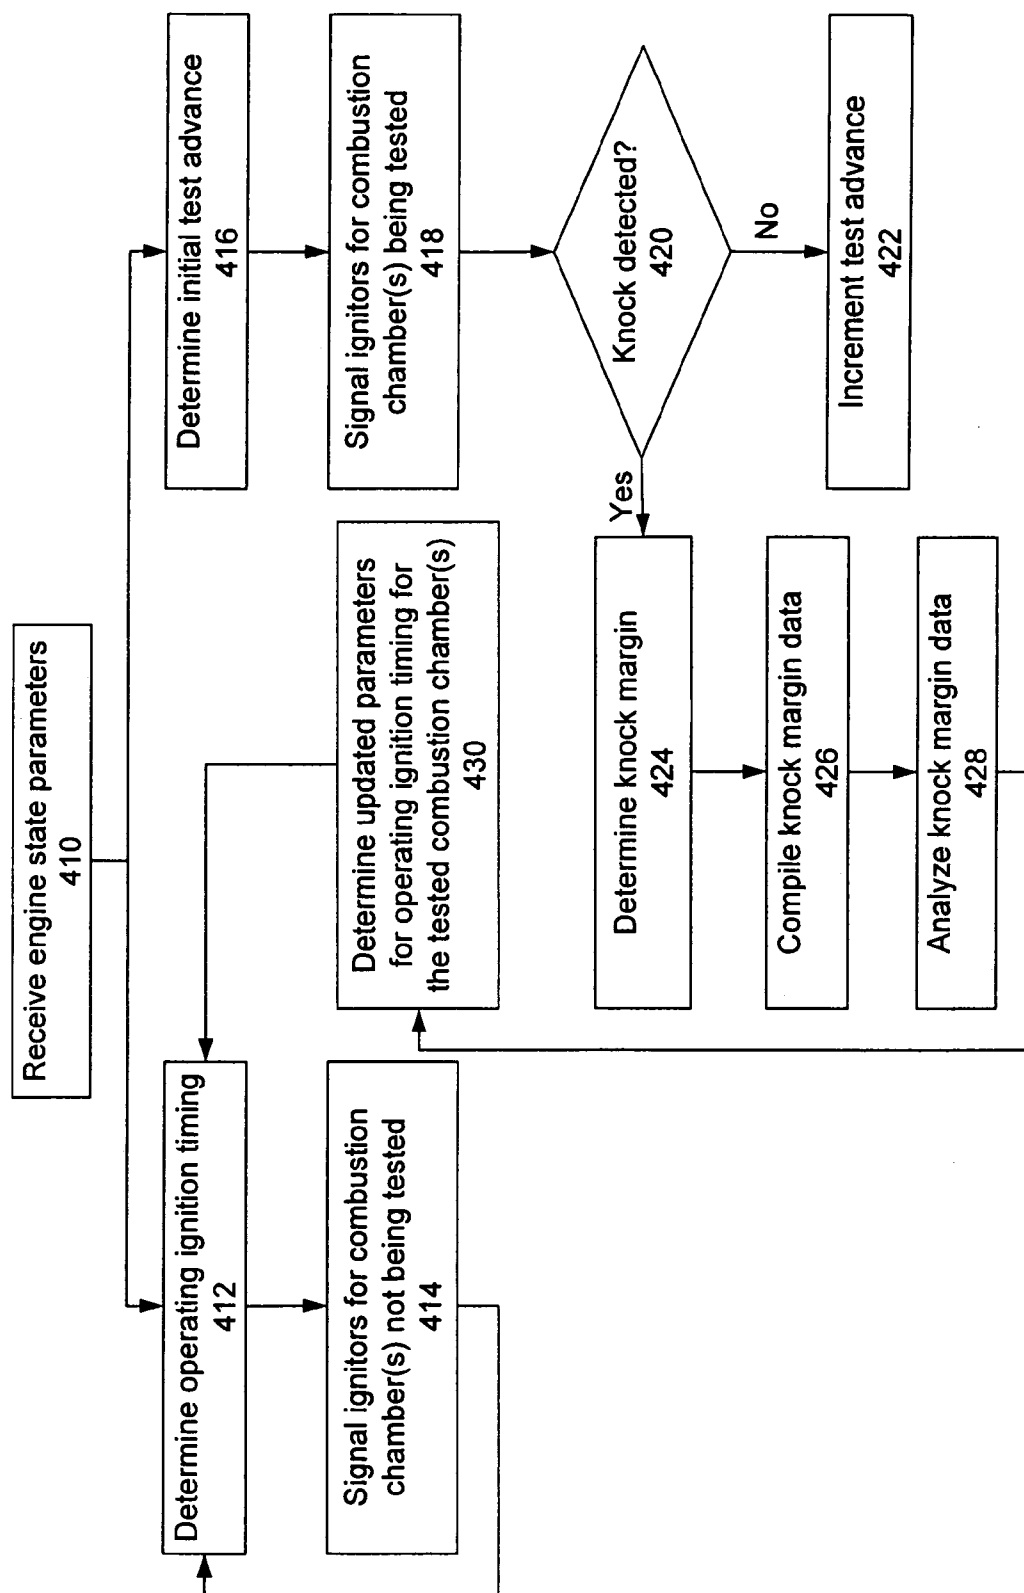 Receive engine state parameters
410
Determine operating ignition timing
412
Signal ignitors for combustion
chamber(s) not being tested
414
Determine initial test advance
416
Signal ignitors for combustion
chamber(s) being tested
418
Knock detected?
420
Yes
No
Increment test advance
422
Determine knock margin
424
Compile knock margin data
426
Analyze knock margin data
428
Determine updated parameters
for operating ignition timing for
the tested combustion chamber(s)
430